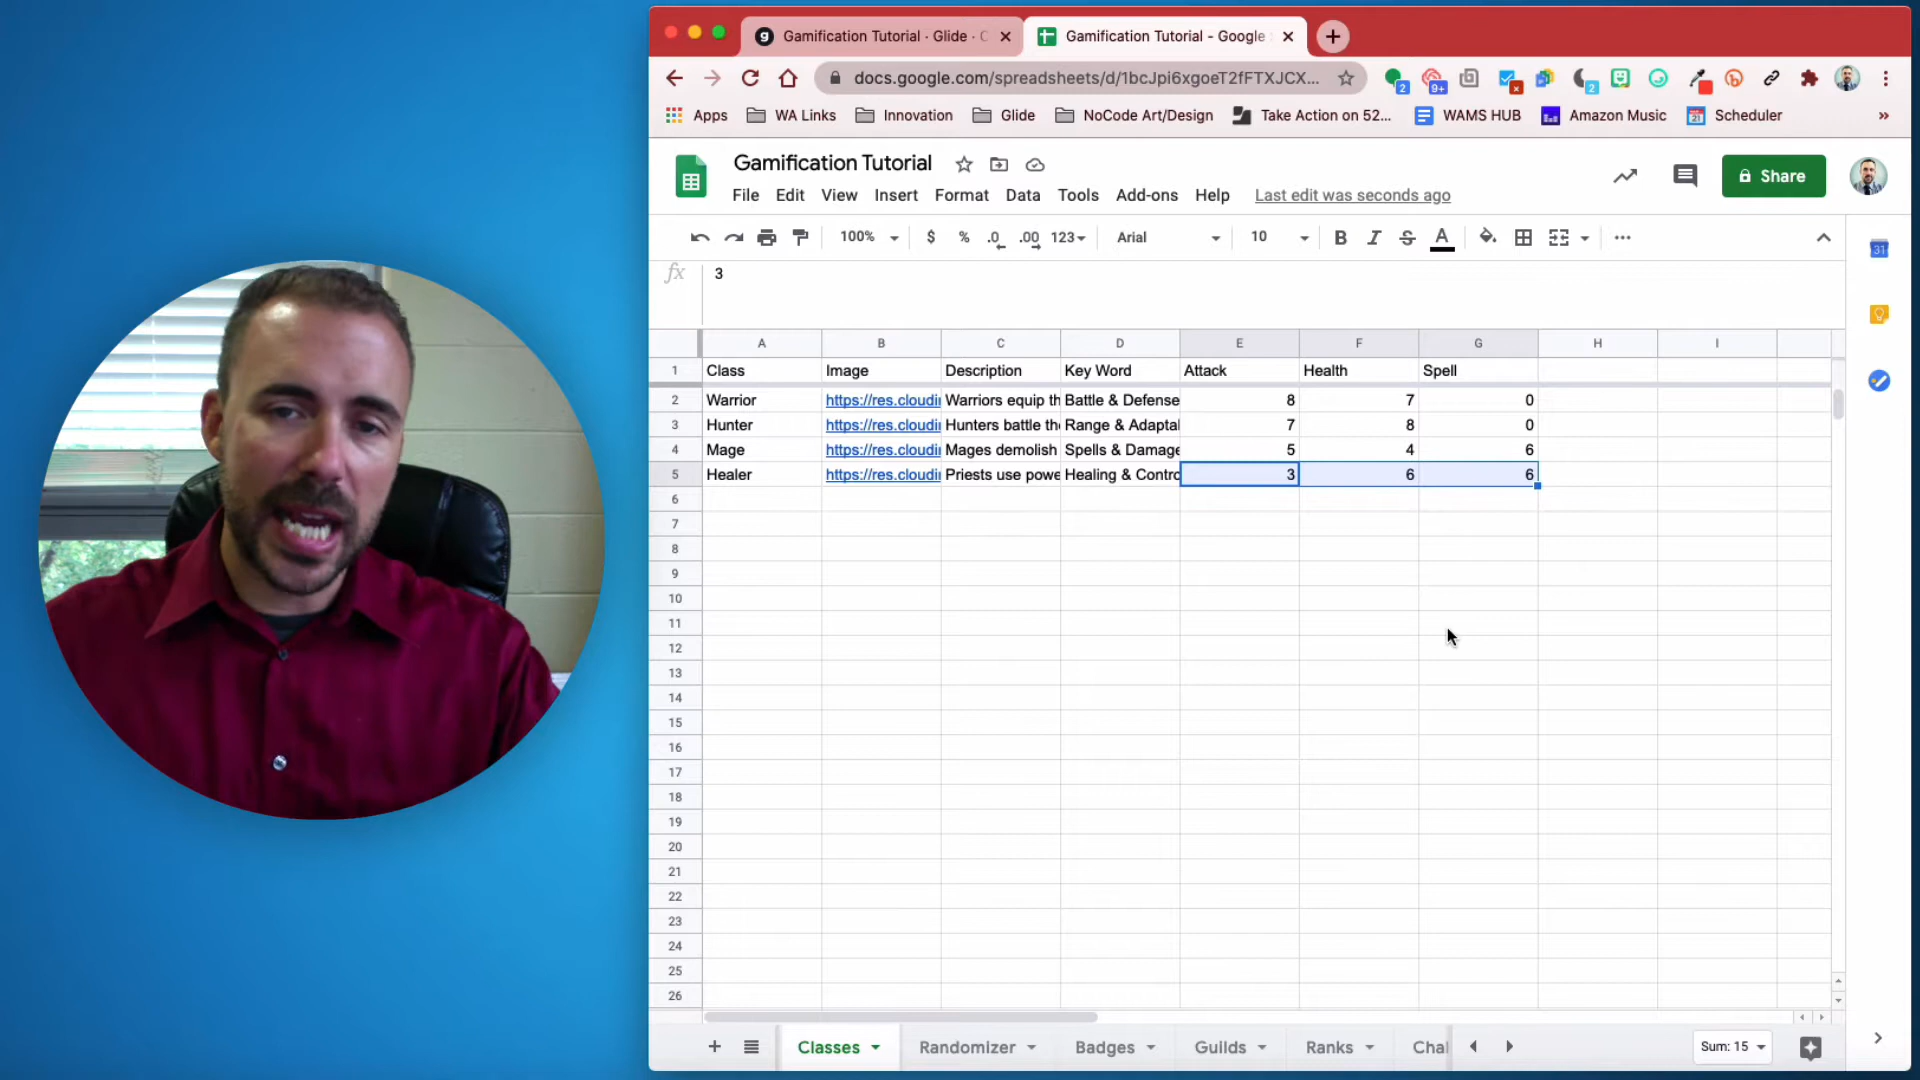 Gamification Tutorial · Glide · C
Gamification Tutorial - Google
docs.google.com/spreadsheets/d/1bcJpi6xgoeT2fFTXJCX...
2
9+
2
Apps
WA Links
Innovation
Glide
NoCode Art/Design
Take Action on 52...
WAMS HUB
Amazon Music
Scheduler
»
Gamification Tutorial
File Edit View Insert Format Data Tools Add-ons Help Last edit was seconds ago
Share
100% $ % .0 .00 123 Arial 10 B I S A
31
fx 3
A B C D E F G H I
1 Class Image Description Key Word Attack Health Spell
2 Warrior https://res.cloudi Warriors equip th Battle & Defense 8 7 0
3 Hunter https://res.cloudi Hunters battle the Range & Adapta 7 8 0
4 Mage https://res.cloudi Mages demolish Spells & Damage 5 4 6
5 Healer https://res.cloudi Priests use powe Healing & Contro 3 6 6
6
7
8
9
10
11
12
13
14
15
16
17
18
19
20
21
22
23
24
25
26
Classes Randomizer Badges Guilds Ranks Chal Sum: 15